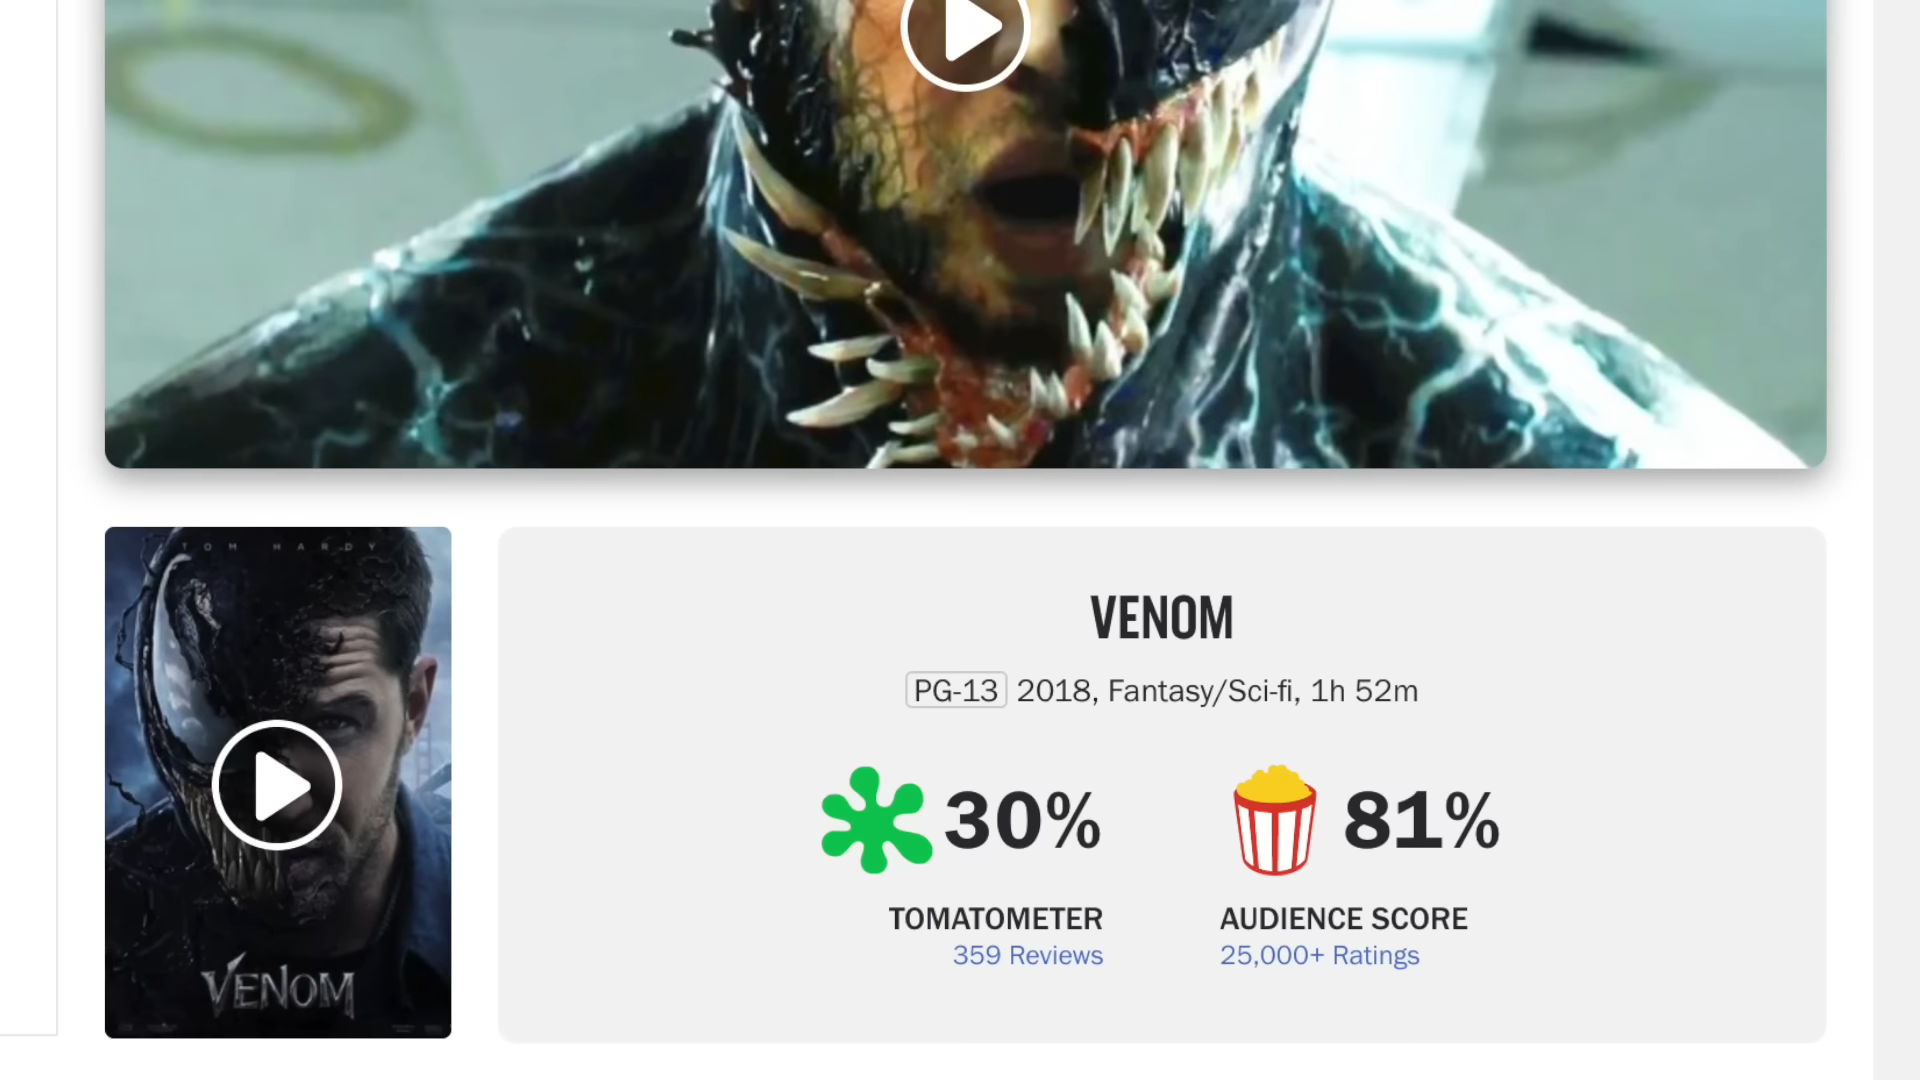 TOM HARDY
VENOM
VENOM
PG-13 2018, Fantasy/Sci-fi, 1h 52m
30%
81%
TOMATOMETER
AUDIENCE SCORE
359 Reviews
25,000+ Ratings